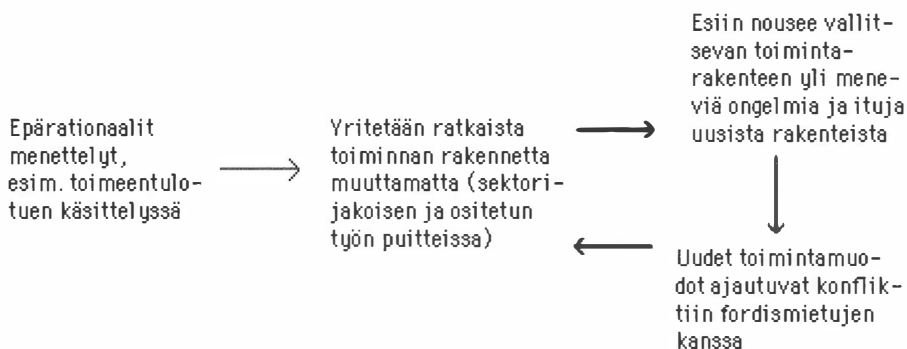 Epärationaalit
menettelyt,
esim. toimeentulo-
tuen käsittelyssä
Yritetään ratkaista
toiminnan rakennetta
muuttamatta (sektori-
jakoisen ja ositetun
työn puitteissa)
Esiin nousee vallit-
sevan toiminta-
rakenteen yli mene-
viä ongelmia ja ituja
uusista rakenteista
Uudet toimintamuo-
dot ajautuvat konflik-
tiin fordismietujen
kanssa